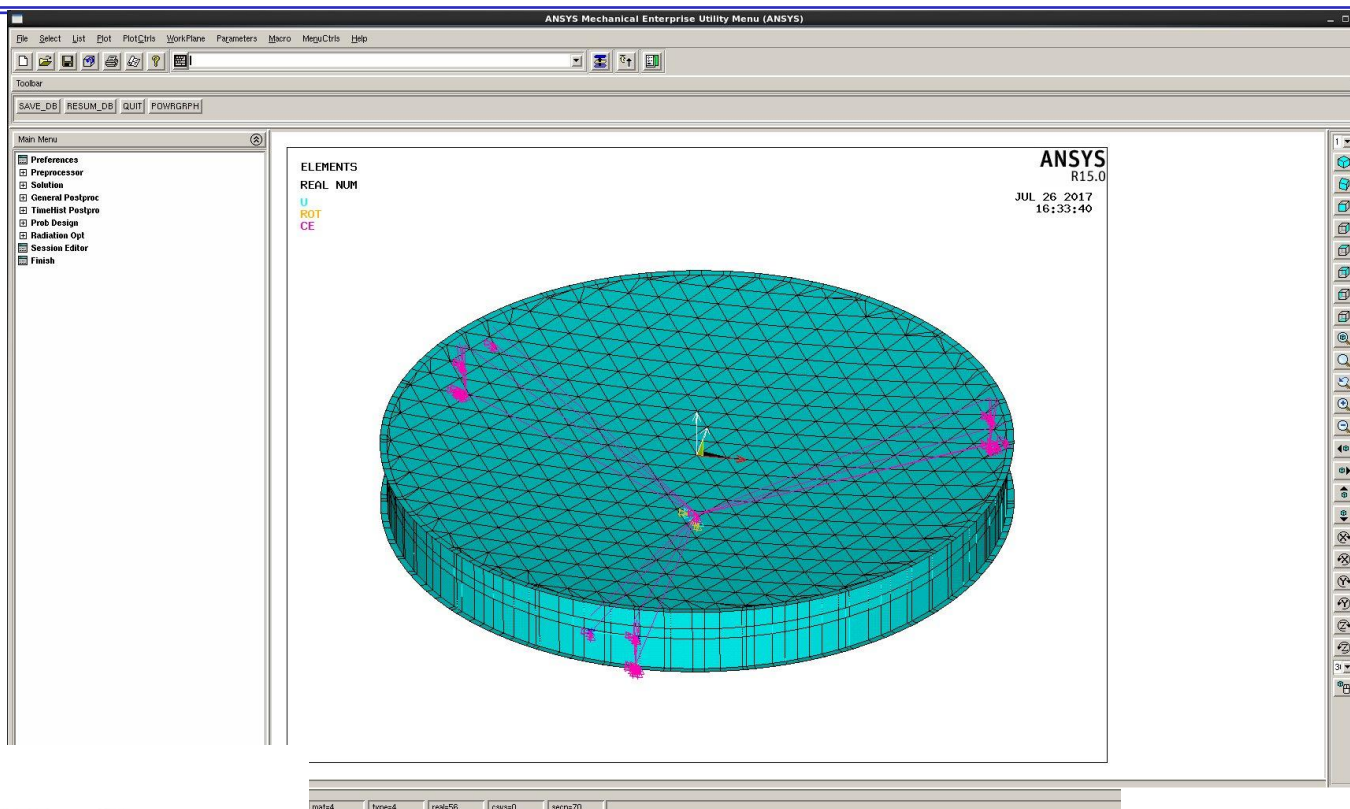 ANSYS Mechanical Enterprise Utility Menu (ANSYS)
File Select List Plot PlotCtrls WorkPlane Parameters Macro MenuCtrls Help
Toolbar
SAVE_DB RESUM_DB QUIT POWRGRPH
Main Menu
Preferences
Preprocessor
Solution
General Postproc
TimeHist Postpro
Prob Design
Radiation Opt
Session Editor
Finish
ELEMENTS
REAL NUM
U
ROT
CE
ANSYS
R15.0
JUL 26 2017
16:33:40
1
mat=4 type=4 real=56 csys=0 secn=70